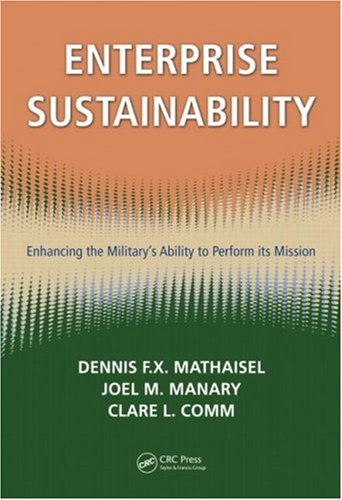 ENTERPRISE
SUSTAINABILITY
Enhancing the Military's Ability to Perform its Mission
DENNIS F.X. MATHAISEL
JOEL M. MANARY
CLARE L. COMM
CRC Press
Taylor & Francis Group